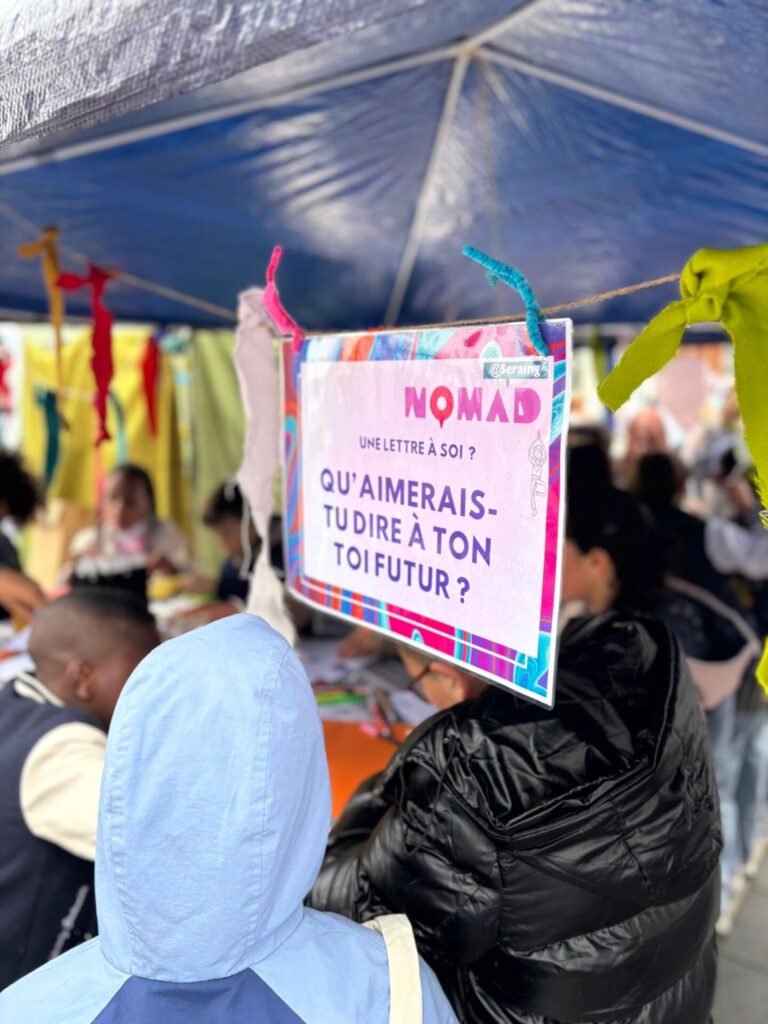 @Seraing
NOMAD
UNE LETTRE À SOI ?
QU'AIMERAIS-
TU DIRE À TON
TOI FUTUR ?